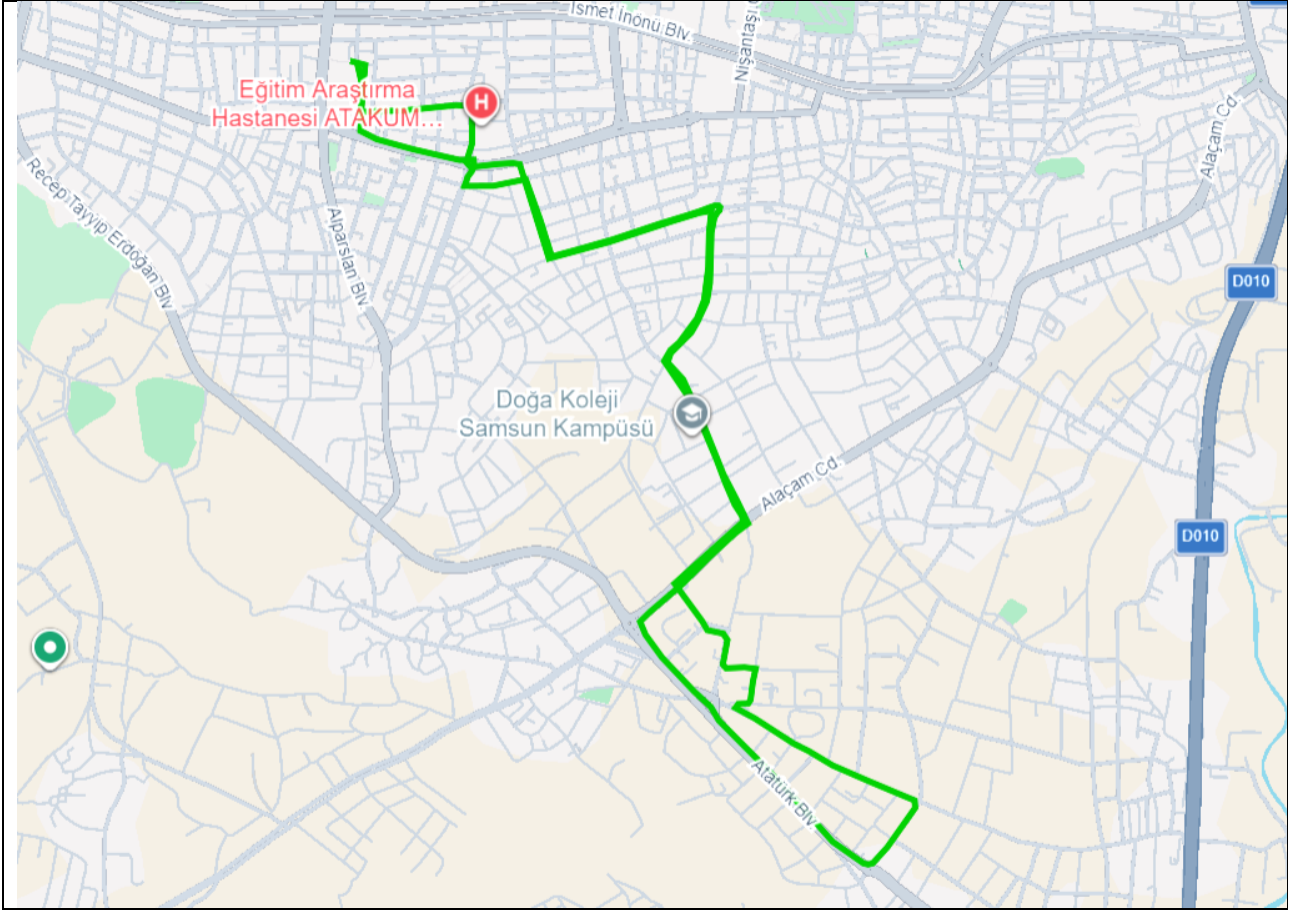 İsmet İnönü Blv.
Nişantaşı
Eğitim Araştırma
Hastanesi ATAKUM...
Alaçam Cd.
Recep Tayyip Erdoğan Blv.
Alparslan Blv.
D010
Doğa Koleji
Samsun Kampüsü
Alaçam Cd.
D010
Atatürk Blv.
H